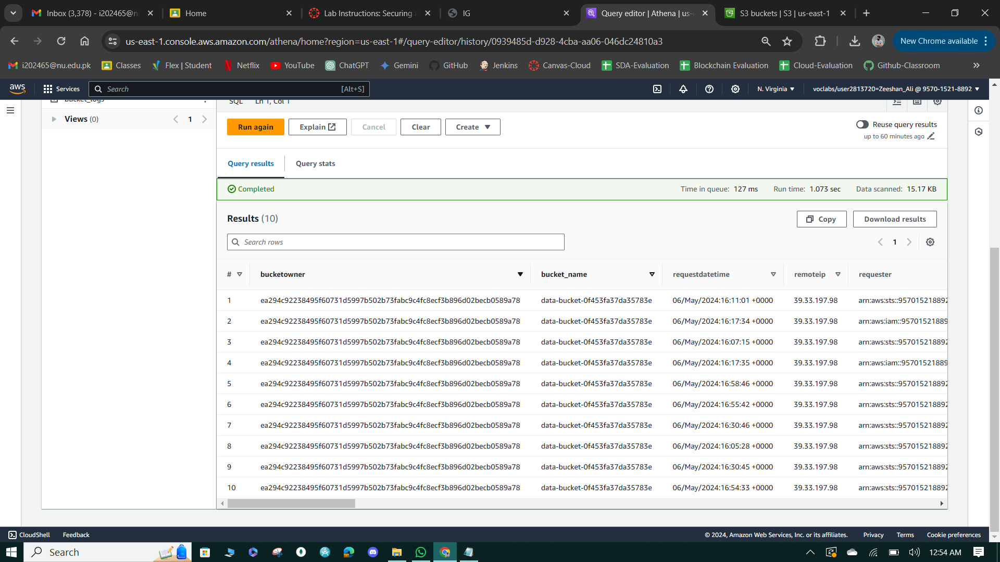 Inbox (3,378) - i202465@n
Home
Lab Instructions: Securing a
IG
Query editor | Athena | us-
S3 buckets | S3 | us-east-1
us-east-1.console.aws.amazon.com/athena/home?region=us-east-1#/query-editor/history/0939485d-d928-4cba-aa06-046dc24810a3
New Chrome available
i202465@nu.edu.pk
Classes
Flex | Student
Netflix
YouTube
ChatGPT
Gemini
GitHub
Jenkins
Canvas-Cloud
SDA-Evaluation
Blockchain Evaluation
Cloud-Evaluation
Github-Classroom
aws
Services
Search
[Alt+S]
N. Virginia
voclabs/user2813720=Zeeshan_Ali @ 9570-1521-8892
bucket_logs
SQL
Ln 1, Col 1
Views (0)
1
Run again
Explain
Cancel
Clear
Create
Reuse query results
up to 60 minutes ago
Query results
Query stats
Completed
Time in queue: 127 ms
Run time: 1.073 sec
Data scanned: 15.17 KB
Results (10)
Copy
Download results
Search rows
1
# bucketowner bucket_name requestdatetime remoteip requester
1 ea294c92238495f60731d5997b502b73fabc9c4fc8ecf3b896d02becb0589a78 data-bucket-0f453fa37da35783e 06/May/2024:16:11:01 +0000 39.33.197.98 arn:aws:sts::957015218892
2 ea294c92238495f60731d5997b502b73fabc9c4fc8ecf3b896d02becb0589a78 data-bucket-0f453fa37da35783e 06/May/2024:16:17:34 +0000 39.33.197.98 arn:aws:iam::95701521889
3 ea294c92238495f60731d5997b502b73fabc9c4fc8ecf3b896d02becb0589a78 data-bucket-0f453fa37da35783e 06/May/2024:16:07:15 +0000 39.33.197.98 arn:aws:sts::957015218892
4 ea294c92238495f60731d5997b502b73fabc9c4fc8ecf3b896d02becb0589a78 data-bucket-0f453fa37da35783e 06/May/2024:16:17:35 +0000 39.33.197.98 arn:aws:iam::95701521889
5 ea294c92238495f60731d5997b502b73fabc9c4fc8ecf3b896d02becb0589a78 data-bucket-0f453fa37da35783e 06/May/2024:16:58:46 +0000 39.33.197.98 arn:aws:sts::957015218892
6 ea294c92238495f60731d5997b502b73fabc9c4fc8ecf3b896d02becb0589a78 data-bucket-0f453fa37da35783e 06/May/2024:16:55:42 +0000 39.33.197.98 arn:aws:sts::957015218892
7 ea294c92238495f60731d5997b502b73fabc9c4fc8ecf3b896d02becb0589a78 data-bucket-0f453fa37da35783e 06/May/2024:16:30:46 +0000 39.33.197.98 arn:aws:sts::957015218892
8 ea294c92238495f60731d5997b502b73fabc9c4fc8ecf3b896d02becb0589a78 data-bucket-0f453fa37da35783e 06/May/2024:16:05:28 +0000 39.33.197.98 arn:aws:sts::957015218892
9 ea294c92238495f60731d5997b502b73fabc9c4fc8ecf3b896d02becb0589a78 data-bucket-0f453fa37da35783e 06/May/2024:16:30:45 +0000 39.33.197.98 arn:aws:sts::957015218892
10 ea294c92238495f60731d5997b502b73fabc9c4fc8ecf3b896d02becb0589a78 data-bucket-0f453fa37da35783e 06/May/2024:16:54:33 +0000 39.33.197.98 arn:aws:sts::957015218892
CloudShell
Feedback
© 2024, Amazon Web Services, Inc. or its affiliates.
Privacy
Terms
Cookie preferences
Search
12:54 AM